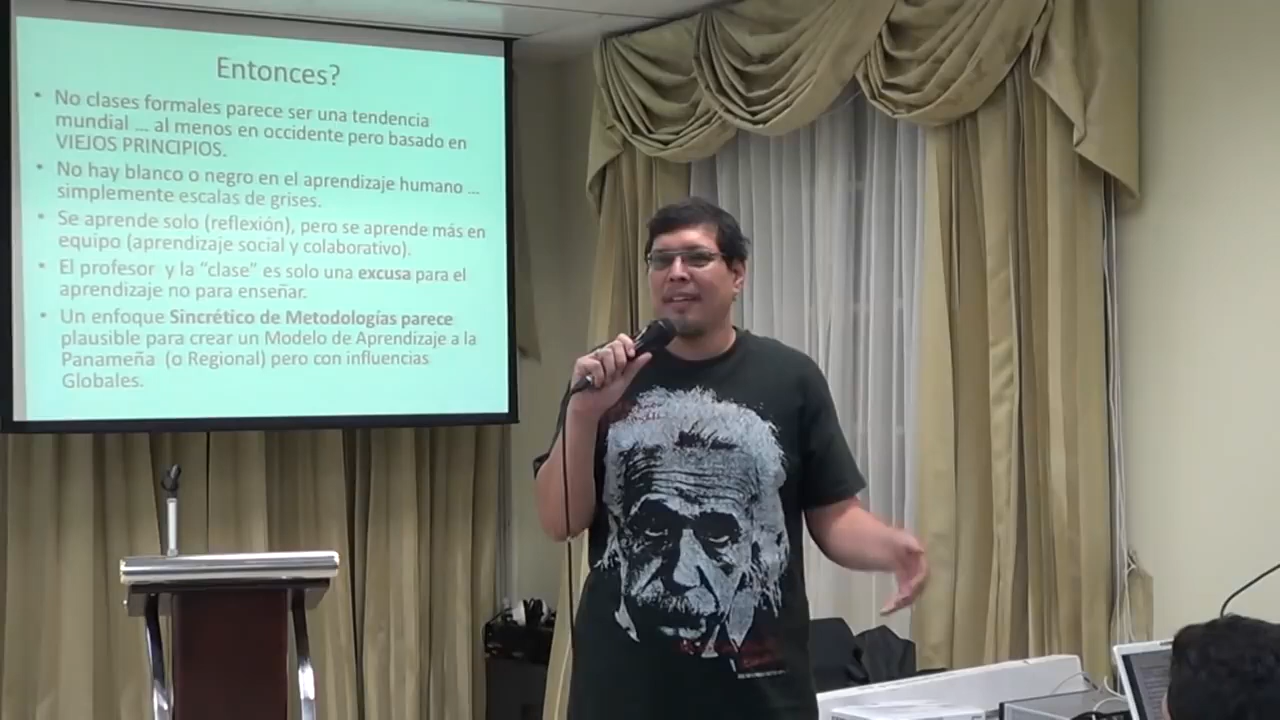 Entonces?
• No clases formales parece ser una tendencia
mundial ... al menos en occidente pero basado en
VIEJOS PRINCIPIOS.
• No hay blanco o negro en el aprendizaje humano ...
simplemente escalas de grises.
• Se aprende solo (reflexión), pero se aprende más en
equipo (aprendizaje social y colaborativo).
• El profesor y la “clase” es solo una excusa para el
aprendizaje no para enseñar.
• Un enfoque Sincrético de Metodologías parece
plausible para crear un Modelo de Aprendizaje a la
Panameña (o Regional) pero con influencias
Globales.